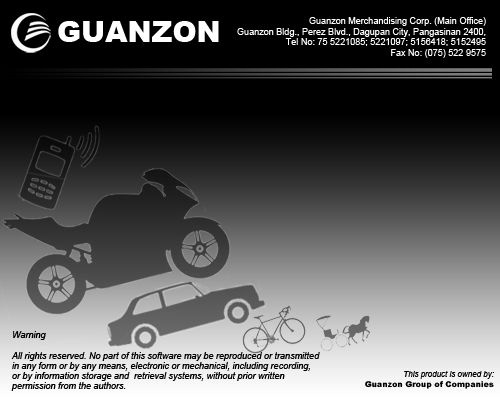 GUANZON
Guanzon Merchandising Corp. (Main Office)
Guanzon Bldg., Perez Blvd., Dagupan City, Pangasinan 2400,
Tel No: 75 5221085; 5221097; 5156418; 5152495
Fax No: (075) 522 9575
Warning
All rights reserved. No part of this software may be reproduced or transmitted
in any form or by any means, electronic or mechanical, including recording,
or by information storage and retrieval systems, without prior written
permission from the authors.
This product is owned by:
Guanzon Group of Companies